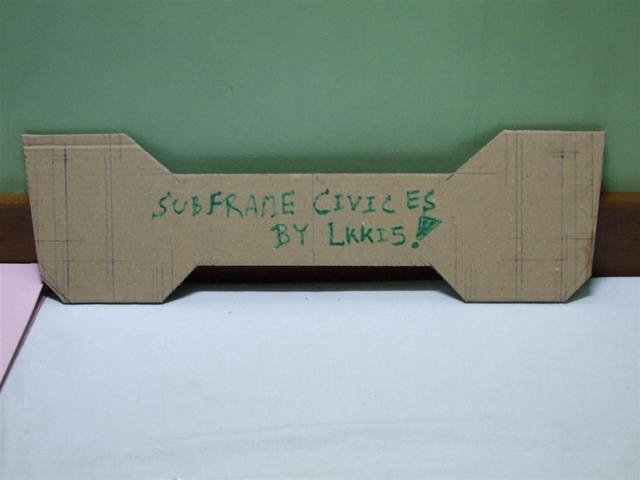 SUBFRAME CIVIC ES
BY LKKI5!